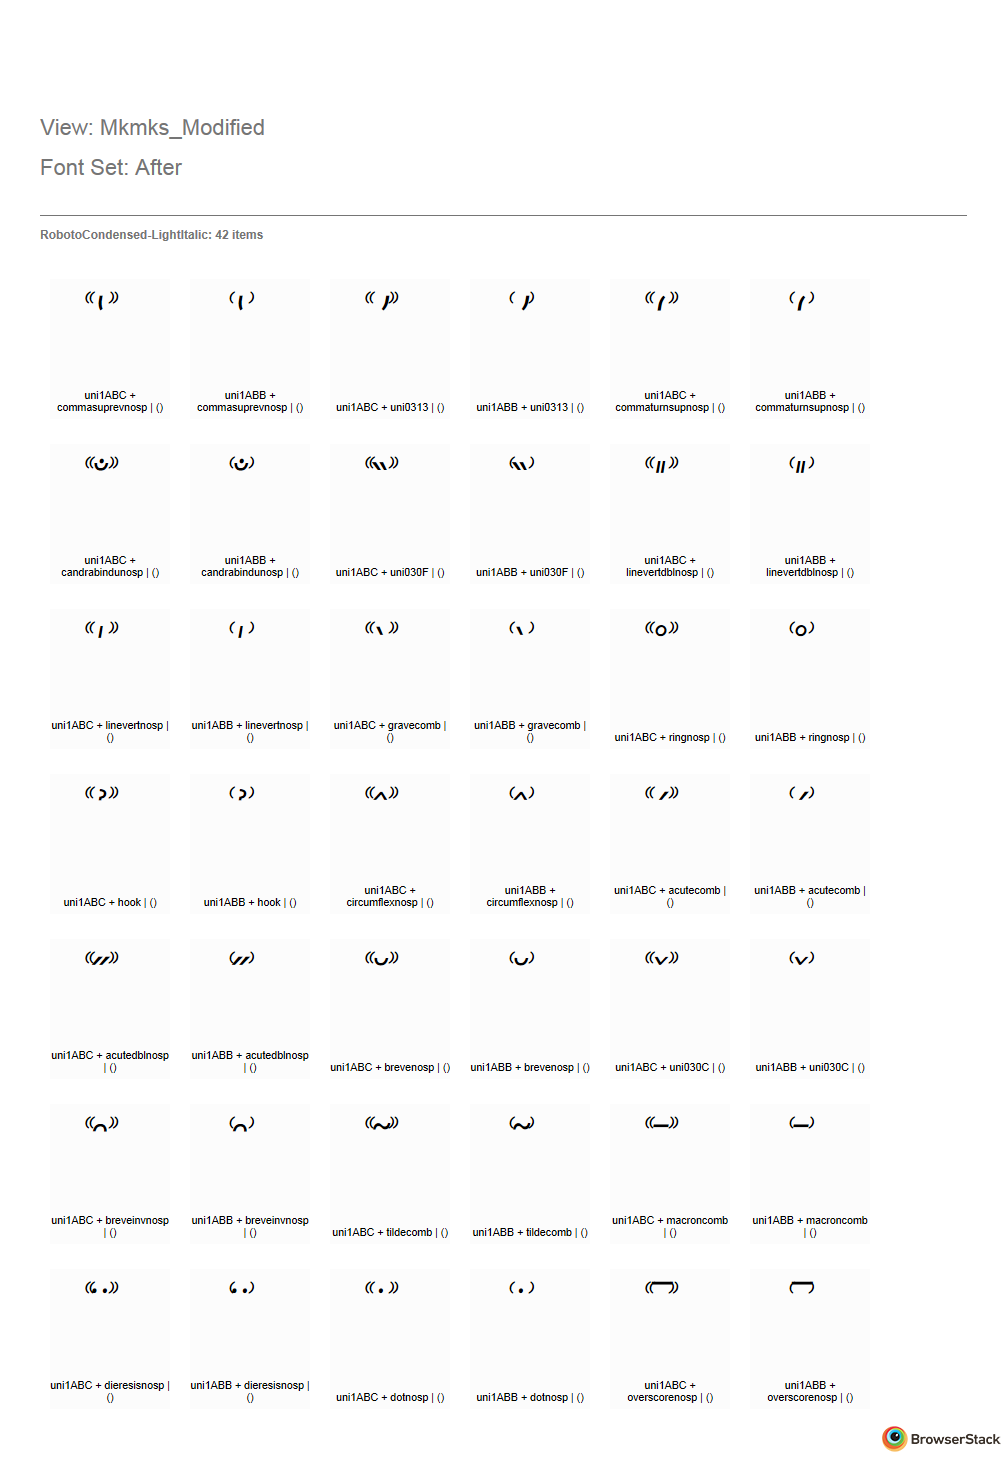 View: Mkmks_Modified
Font Set: After
RobotoCondensed-LightItalic: 42 items
uni1ABC +
commasuprevnosp | ()
uni1ABB +
commasuprevnosp | ()
uni1ABC + uni0313 | ()
uni1ABB + uni0313 | ()
uni1ABC +
commaturnsupnosp | ()
uni1ABB +
commaturnsupnosp | ()
uni1ABC +
candrabindunosp | ()
uni1ABB +
candrabindunosp | ()
uni1ABC + uni030F | ()
uni1ABB + uni030F | ()
uni1ABC +
linevertdblnosp | ()
uni1ABB +
linevertdblnosp | ()
uni1ABC + linevertnosp |
()
uni1ABB + linevertnosp |
()
uni1ABC + gravecomb |
()
uni1ABB + gravecomb |
()
uni1ABC + ringnosp | ()
uni1ABB + ringnosp | ()
uni1ABC + hook | ()
uni1ABB + hook | ()
uni1ABC +
circumflexnosp | ()
uni1ABB +
circumflexnosp | ()
uni1ABC + acutecomb |
()
uni1ABB + acutecomb |
()
uni1ABC + acutedblnosp
| ()
uni1ABB + acutedblnosp
| ()
uni1ABC + brevenosp | ()
uni1ABB + brevenosp | ()
uni1ABC + uni030C | ()
uni1ABB + uni030C | ()
uni1ABC + breveinvnosp
| ()
uni1ABB + breveinvnosp
| ()
uni1ABC + tildecomb | ()
uni1ABB + tildecomb | ()
uni1ABC + macroncomb
| ()
uni1ABB + macroncomb
| ()
uni1ABC + dieresisnosp |
()
uni1ABB + dieresisnosp |
()
uni1ABC + dotnosp | ()
uni1ABB + dotnosp | ()
uni1ABC +
overscorenosp | ()
uni1ABB +
overscorenosp | ()
BrowserStack